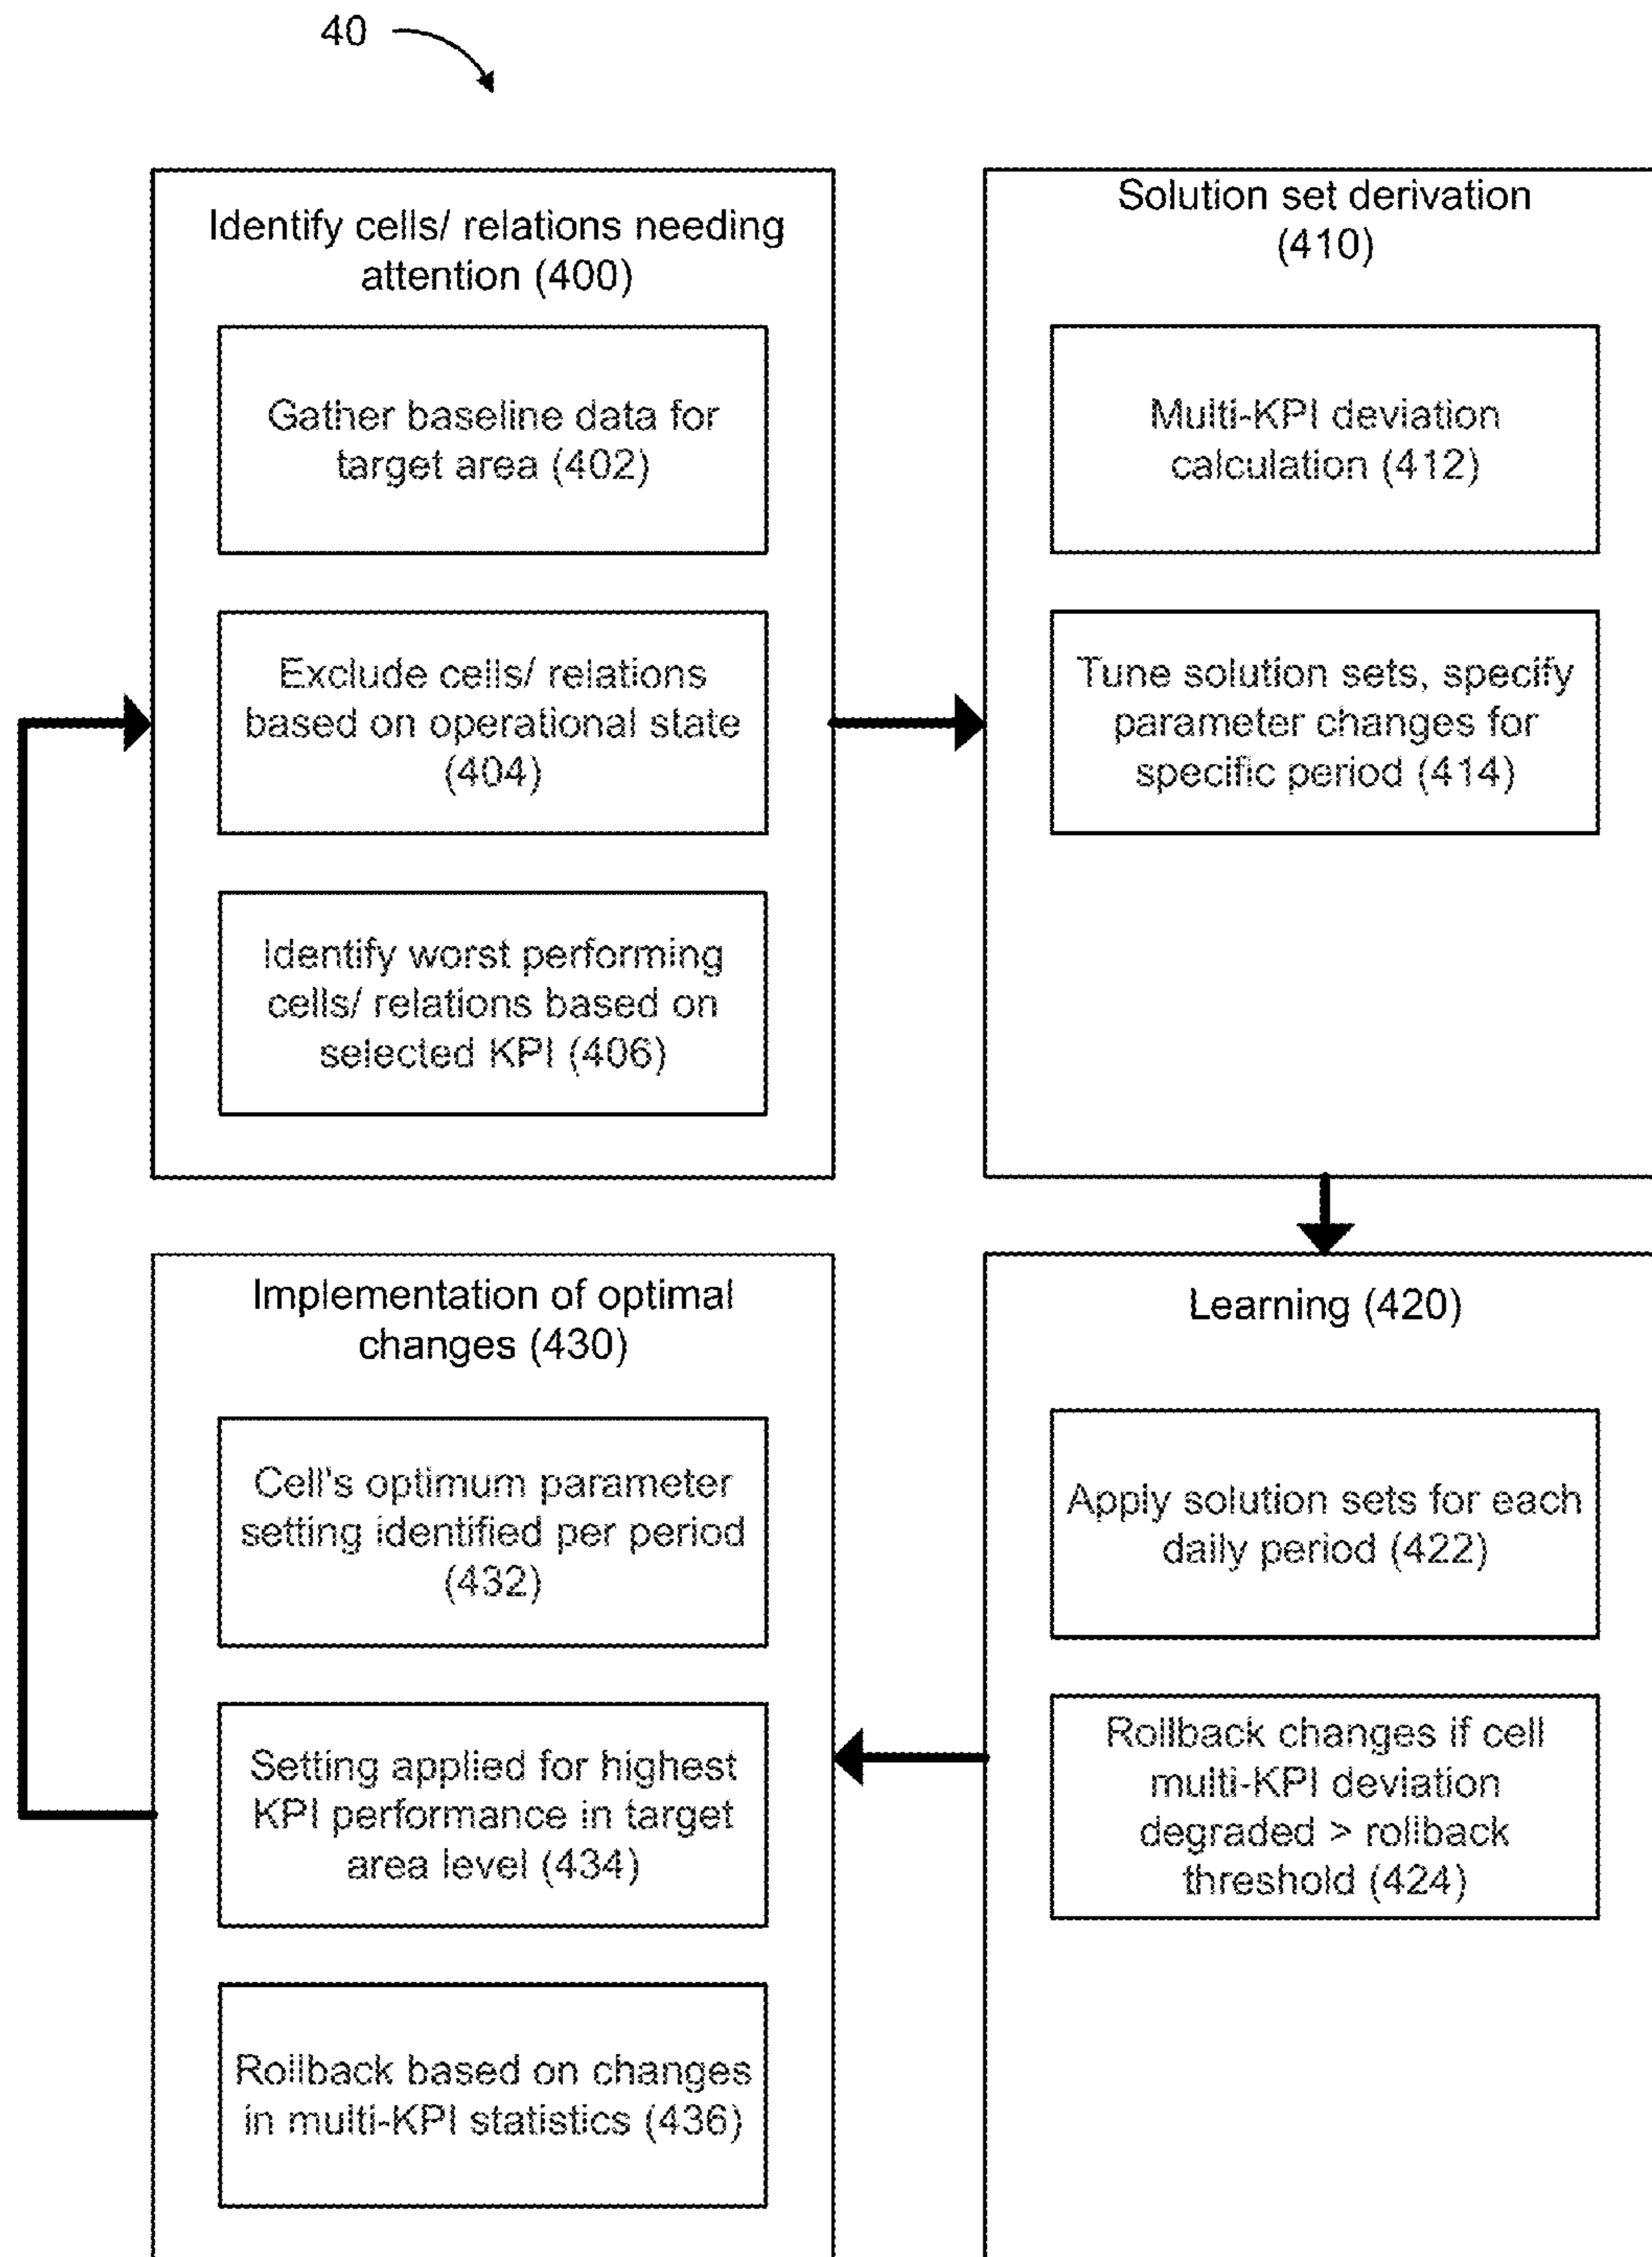 40
Identify cells/ relations needing
attention (400)
Gather baseline data for
target area (402)
Exclude cells/ relations
based on operational state
(404)
Identify worst performing
cells/ relations based on
selected KPI (406)
Solution set derivation
(410)
Multi-KPI deviation
calculation (412)
Tune solution sets, specify
parameter changes for
specific period (414)
Learning (420)
Apply solution sets for each
daily period (422)
Rollback changes if cell
multi-KPI deviation
degraded > rollback
threshold (424)
Implementation of optimal
changes (430)
Cell's optimum parameter
setting identified per period
(432)
Setting applied for highest
KPI performance in target
area level (434)
Rollback based on changes
in multi-KPI statistics (436)